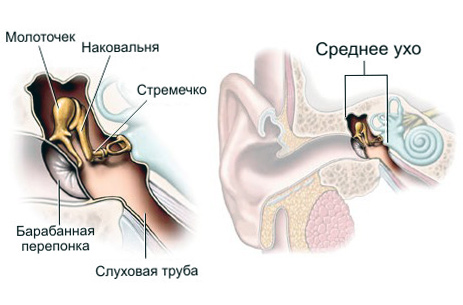 Молоточек
Наковальня
Стремечко
Барабанная
перепонка
Слуховая труба
Среднее ухо